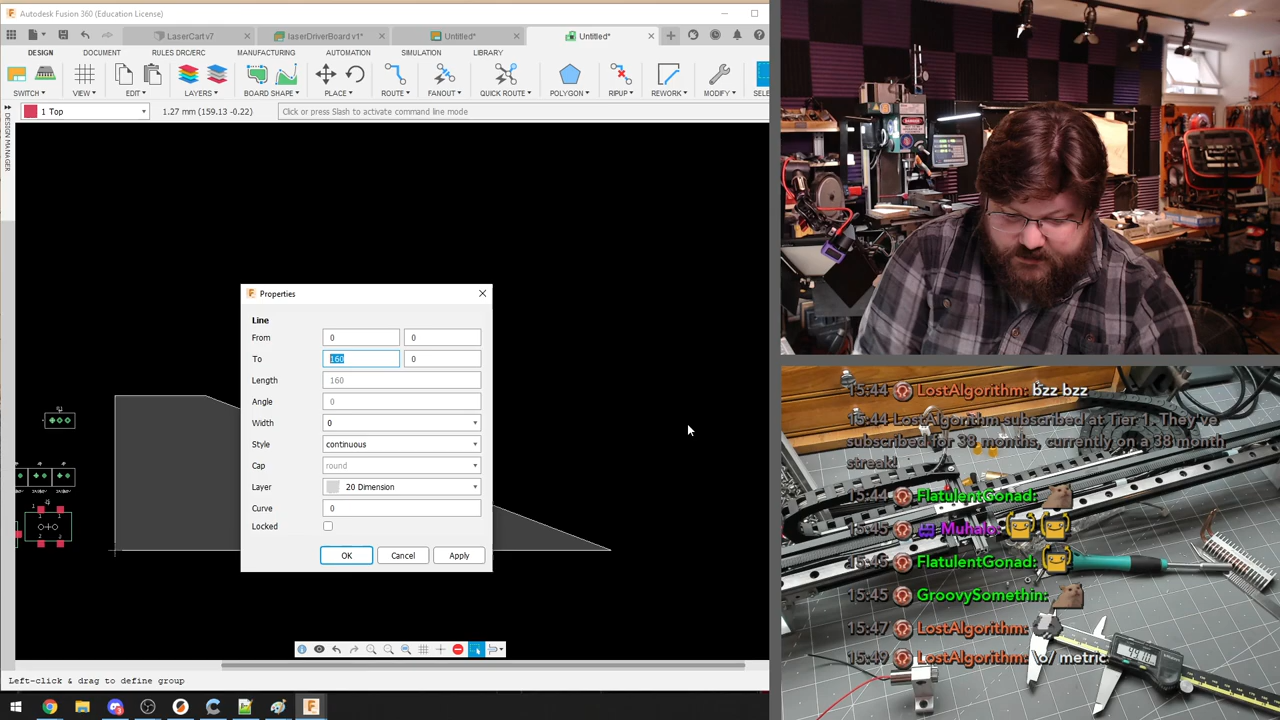 Autodesk Fusion 360 (Education License)
LaserCart v7
laserDriverBoard v1*
Untitled*
Untitled*
DESIGN
DOCUMENT
RULES DRC/ERC
MANUFACTURING
AUTOMATION
SIMULATION
LIBRARY
SWITCH
VIEW
EDIT
LAYERS
BOARD SHAPE
PLACE
ROUTE
FANOUT
QUICK ROUTE
POLYGON
RIPUP
REWORK
MODIFY
SELE
1 Top
1.27 mm (159.13 -0.22)
Click or press Slash to activate command line mode
DESIGN MANAGER
Properties
Line
From
0
0
To
160
0
Length
160
Angle
0
Width
0
Style
continuous
Cap
round
Layer
20 Dimension
Curve
0
Locked
OK
Cancel
Apply
Left-click & drag to define group
DANGER
15:44 LostAlgorithm: bzz bzz
15:44 LostAlgorithm subscribed at Tier 1. They've
subscribed for 38 months, currently on a 38 month
streak!
15:44 FlatulentGonad:
15:45 Muhalo:
15:45 FlatulentGonad:
15:45 GroovySomethin:
15:47 LostAlgorithm:
15:49 LostAlgorithm: \o/ metric